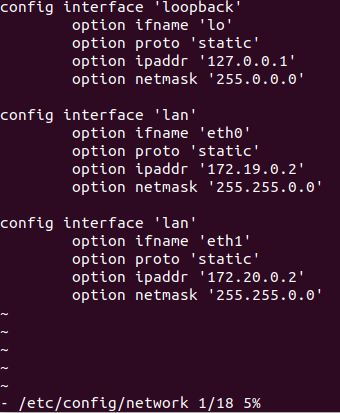 config interface 'loopback'
        option ifname 'lo'
        option proto 'static'
        option ipaddr '127.0.0.1'
        option netmask '255.0.0.0'

config interface 'lan'
        option ifname 'eth0'
        option proto 'static'
        option ipaddr '172.19.0.2'
        option netmask '255.255.0.0'

config interface 'lan'
        option ifname 'eth1'
        option proto 'static'
        option ipaddr '172.20.0.2'
        option netmask '255.255.0.0'
~
~
~
~
~
- /etc/config/network 1/18 5%